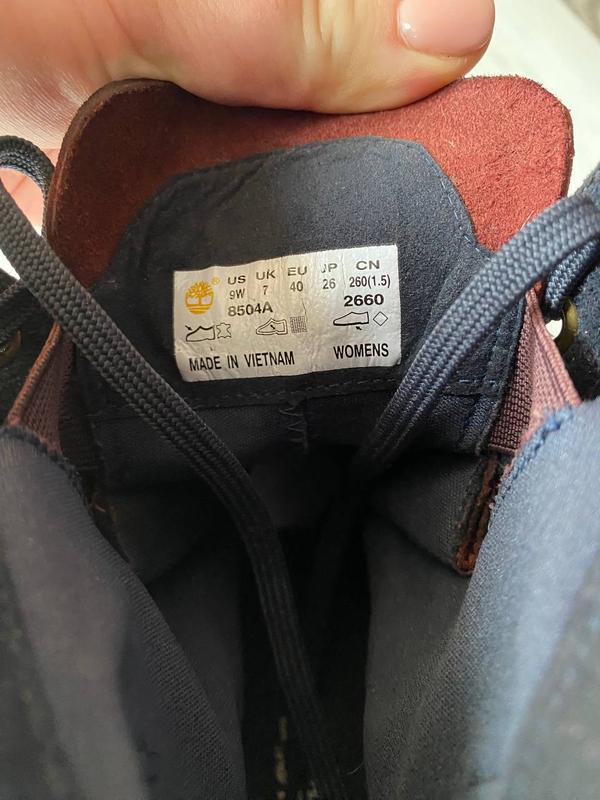 US UK EU JP CN
9W 7 40 26 260(1.5)
8504A 2660
MADE IN VIETNAM WOMENS